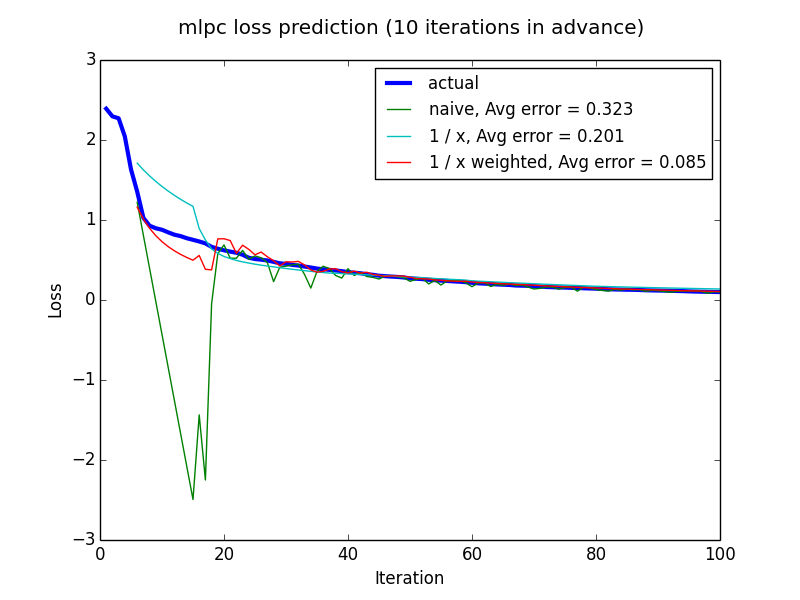 mlpc loss prediction (10 iterations in advance)
3
2
1
0
−1
−2
−3
Loss
actual
naive, Avg error = 0.323
1 / x, Avg error = 0.201
1 / x weighted, Avg error = 0.085
0 20 40 60 80 100
Iteration